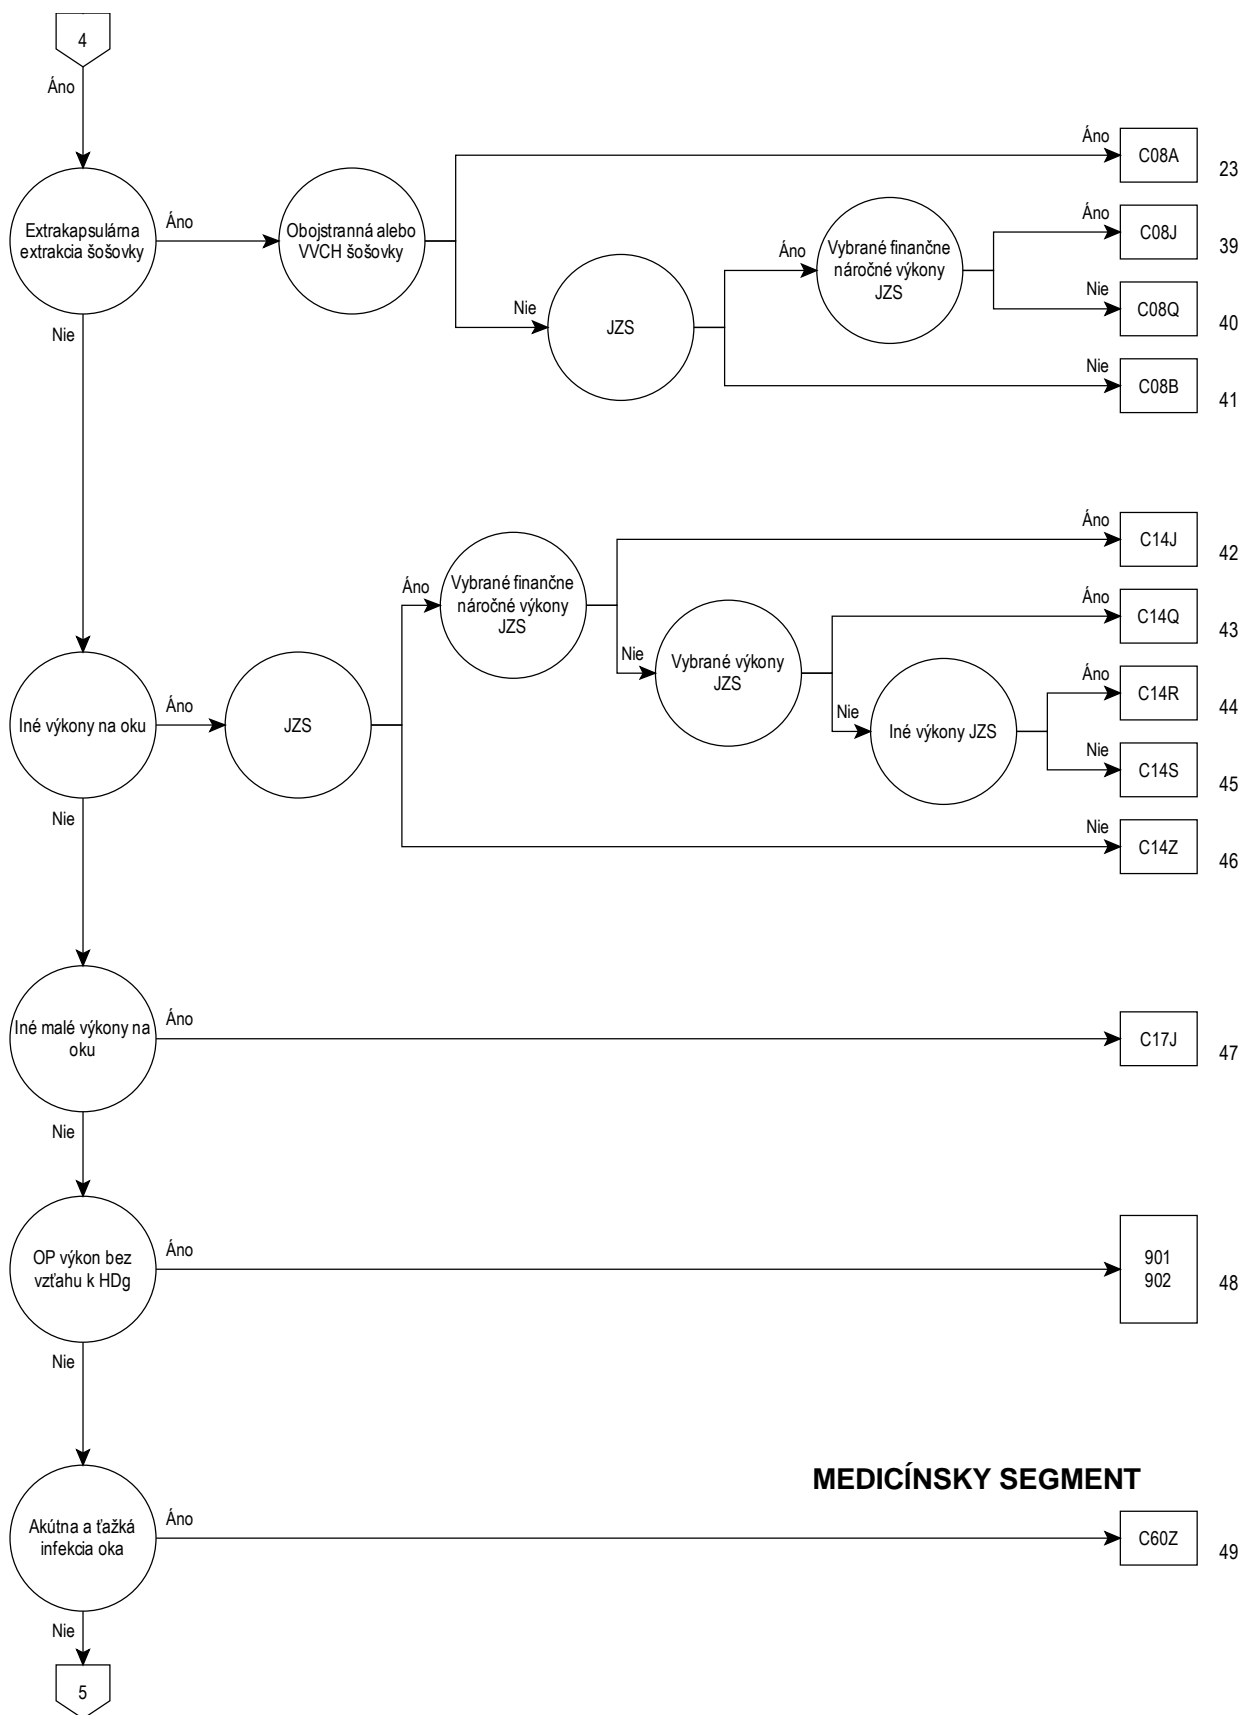 4
Áno
Extrakapsulárna
extrakcia šošovky
Áno
Obojstranná alebo
VVCH šošovky
Áno
C08A
23
Nie
JZS
Áno
Vybrané finančne
náročné výkony
JZS
Áno
C08J
39
Nie
C08Q
40
Nie
C08B
41
Nie
Iné výkony na oku
Áno
JZS
Áno
Vybrané finančne
náročné výkony
JZS
Áno
C14J
42
Nie
Vybrané výkony
JZS
Áno
C14Q
43
Nie
Iné výkony JZS
Áno
C14R
44
Nie
C14S
45
Nie
C14Z
46
Nie
Iné malé výkony na
oku
Áno
C17J
47
Nie
OP výkon bez
vzťahu k HDg
Áno
901
902
48
Nie
MEDICÍNSKY SEGMENT
Akútna a ťažká
infekcia oka
Áno
C60Z
49
Nie
5